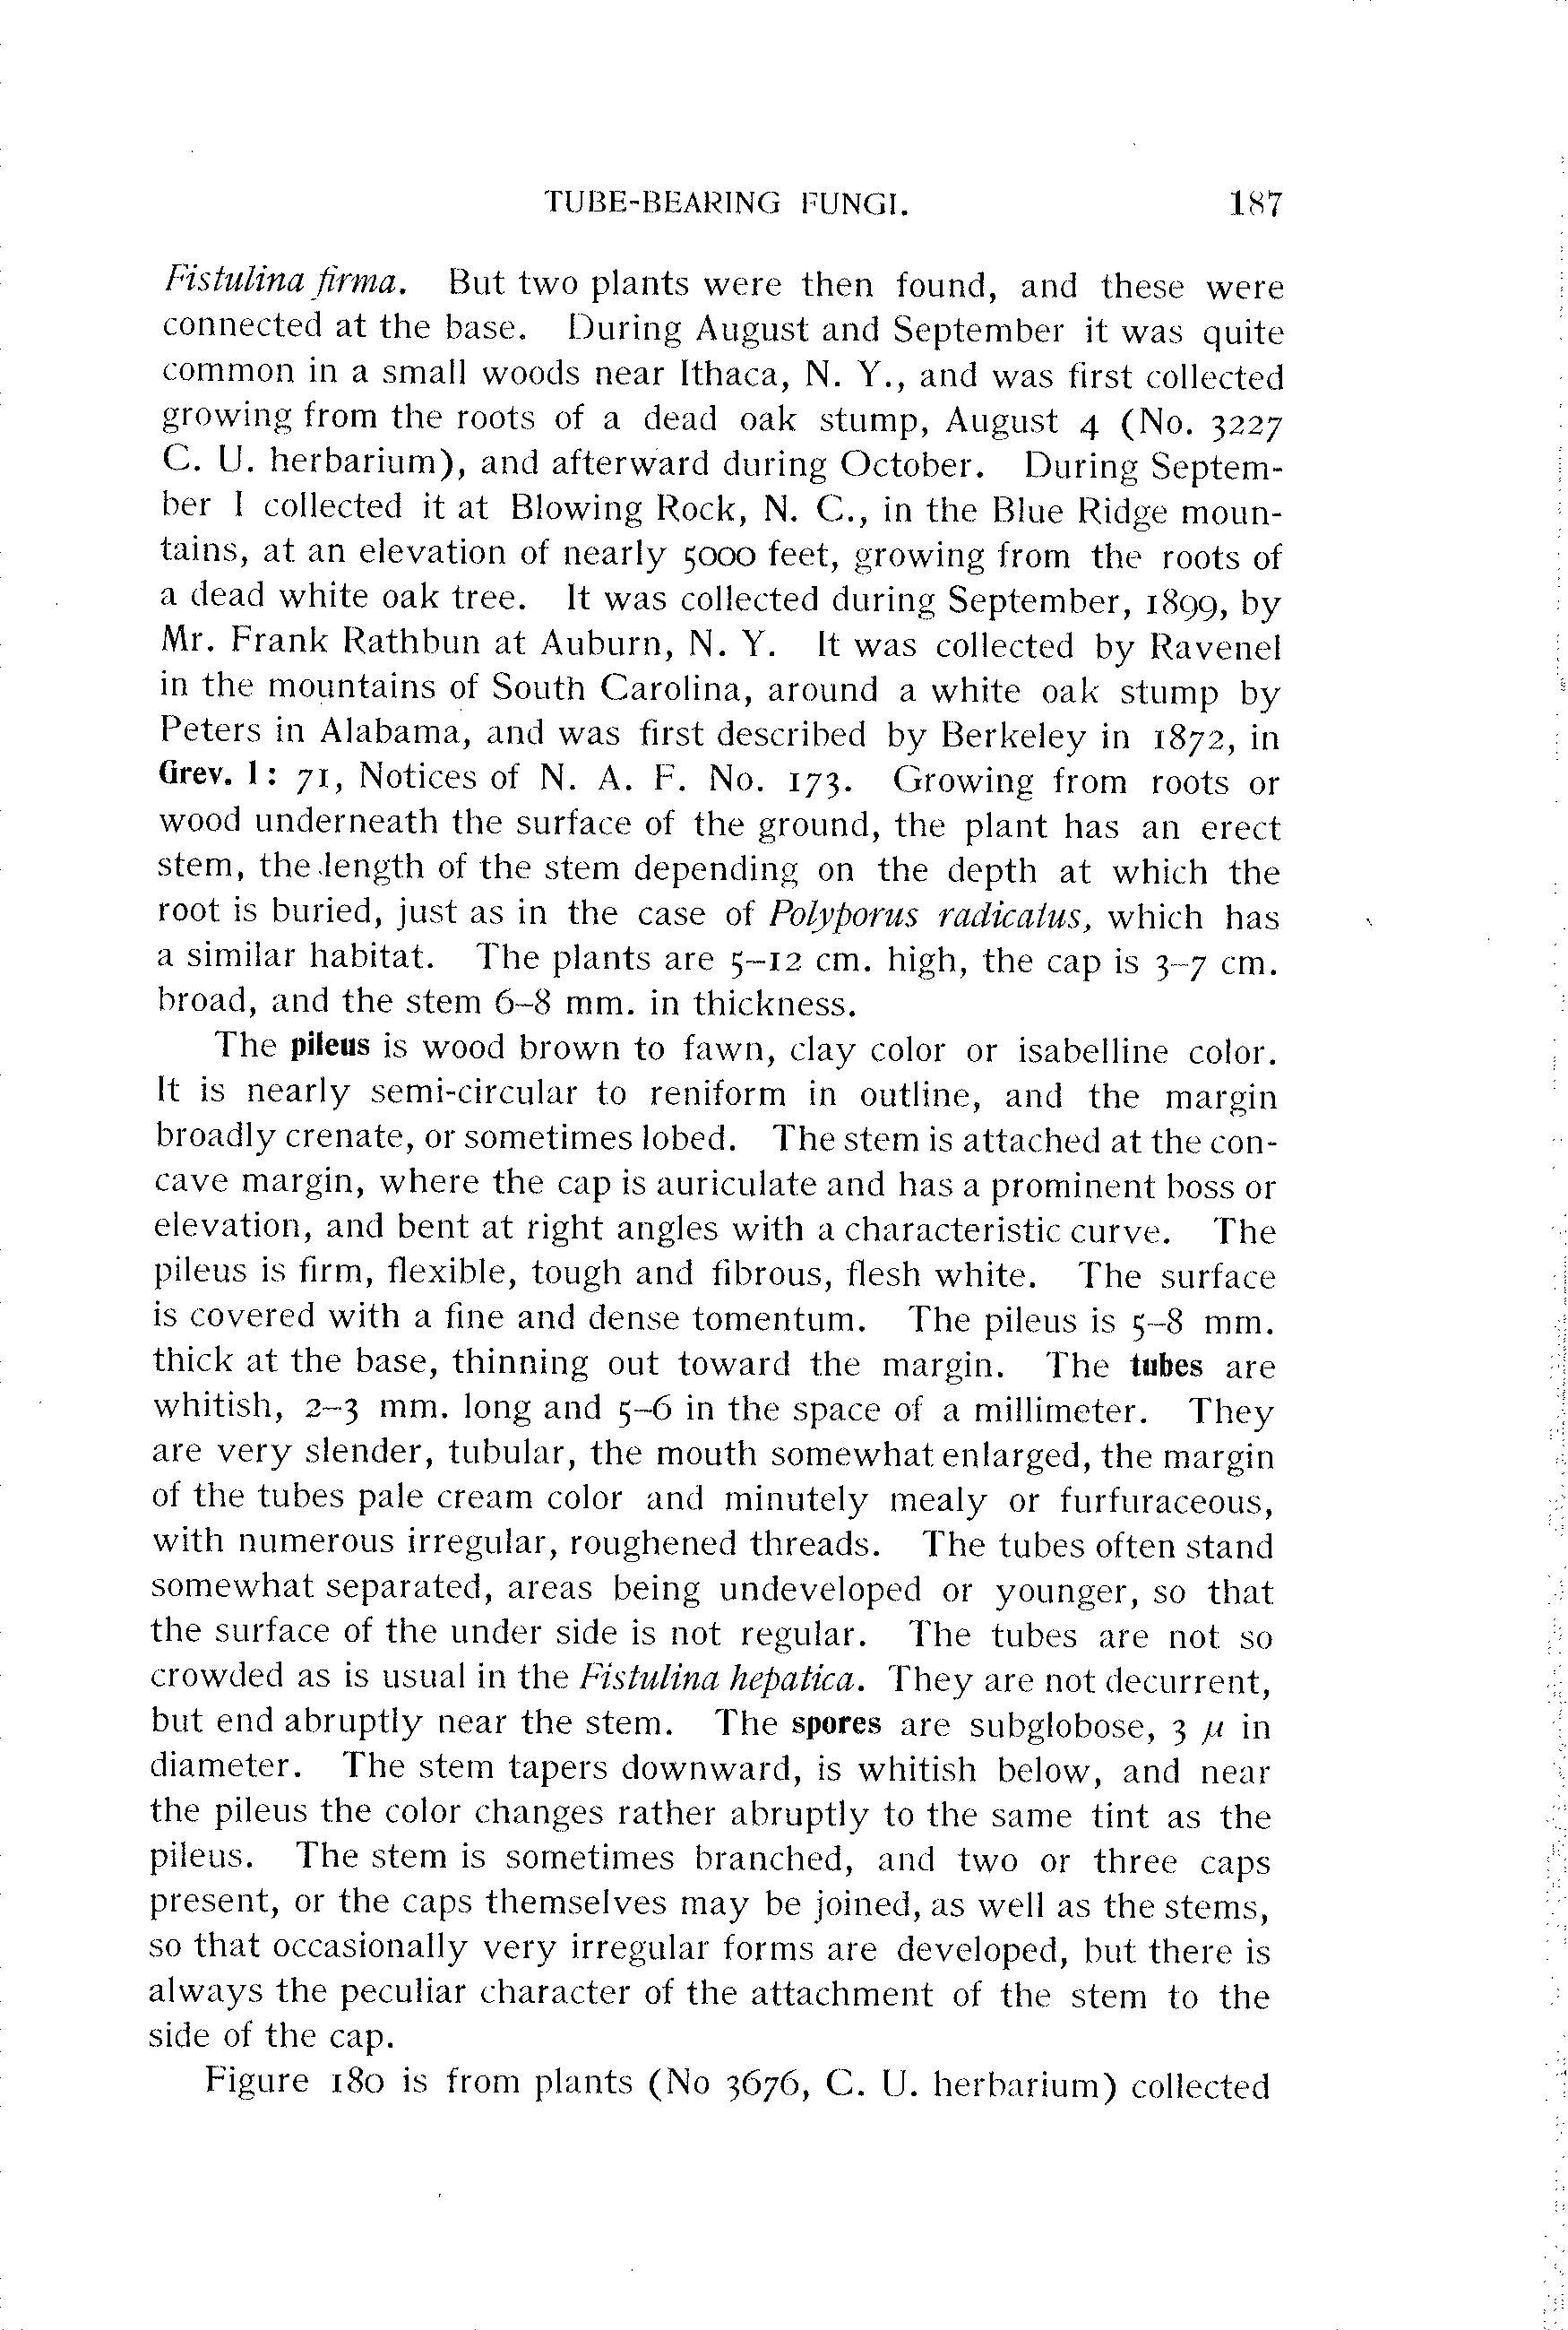 TUBE-BEARING FUNGI. 187
Fistulina firma. But two plants were then found, and these were
connected at the base. During August and September it was quite
common in a small woods near Ithaca, N. Y., and was first collected
growing from the roots of a dead oak stump, August 4 (No. 3227
C. U. herbarium), and afterward during October. During Septem-
ber I collected it at Blowing Rock, N. C., in the Blue Ridge moun-
tains, at an elevation of nearly 5000 feet, growing from the roots of
a dead white oak tree. It was collected during September, 1899, by
Mr. Frank Rathbun at Auburn, N. Y. It was collected by Ravenel
in the mountains of South Carolina, around a white oak stump by
Peters in Alabama, and was first described by Berkeley in 1872, in
Grev. 1: 71, Notices of N. A. F. No. 173. Growing from roots or
wood underneath the surface of the ground, the plant has an erect
stem, the length of the stem depending on the depth at which the
root is buried, just as in the case of Polyporus radicatus, which has
a similar habitat. The plants are 5–12 cm. high, the cap is 3–7 cm.
broad, and the stem 6–8 mm. in thickness.
The pileus is wood brown to fawn, clay color or isabelline color.
It is nearly semi-circular to reniform in outline, and the margin
broadly crenate, or sometimes lobed. The stem is attached at the con-
cave margin, where the cap is auriculate and has a prominent boss or
elevation, and bent at right angles with a characteristic curve. The
pileus is firm, flexible, tough and fibrous, flesh white. The surface
is covered with a fine and dense tomentum. The pileus is 5–8 mm.
thick at the base, thinning out toward the margin. The tubes are
whitish, 2–3 mm. long and 5–6 in the space of a millimeter. They
are very slender, tubular, the mouth somewhat enlarged, the margin
of the tubes pale cream color and minutely mealy or furfuraceous,
with numerous irregular, roughened threads. The tubes often stand
somewhat separated, areas being undeveloped or younger, so that
the surface of the under side is not regular. The tubes are not so
crowded as is usual in the Fistulina hepatica. They are not decurrent,
but end abruptly near the stem. The spores are subglobose, 3 μ in
diameter. The stem tapers downward, is whitish below, and near
the pileus the color changes rather abruptly to the same tint as the
pileus. The stem is sometimes branched, and two or three caps
present, or the caps themselves may be joined, as well as the stems,
so that occasionally very irregular forms are developed, but there is
always the peculiar character of the attachment of the stem to the
side of the cap.
Figure 180 is from plants (No 3676, C. U. herbarium) collected